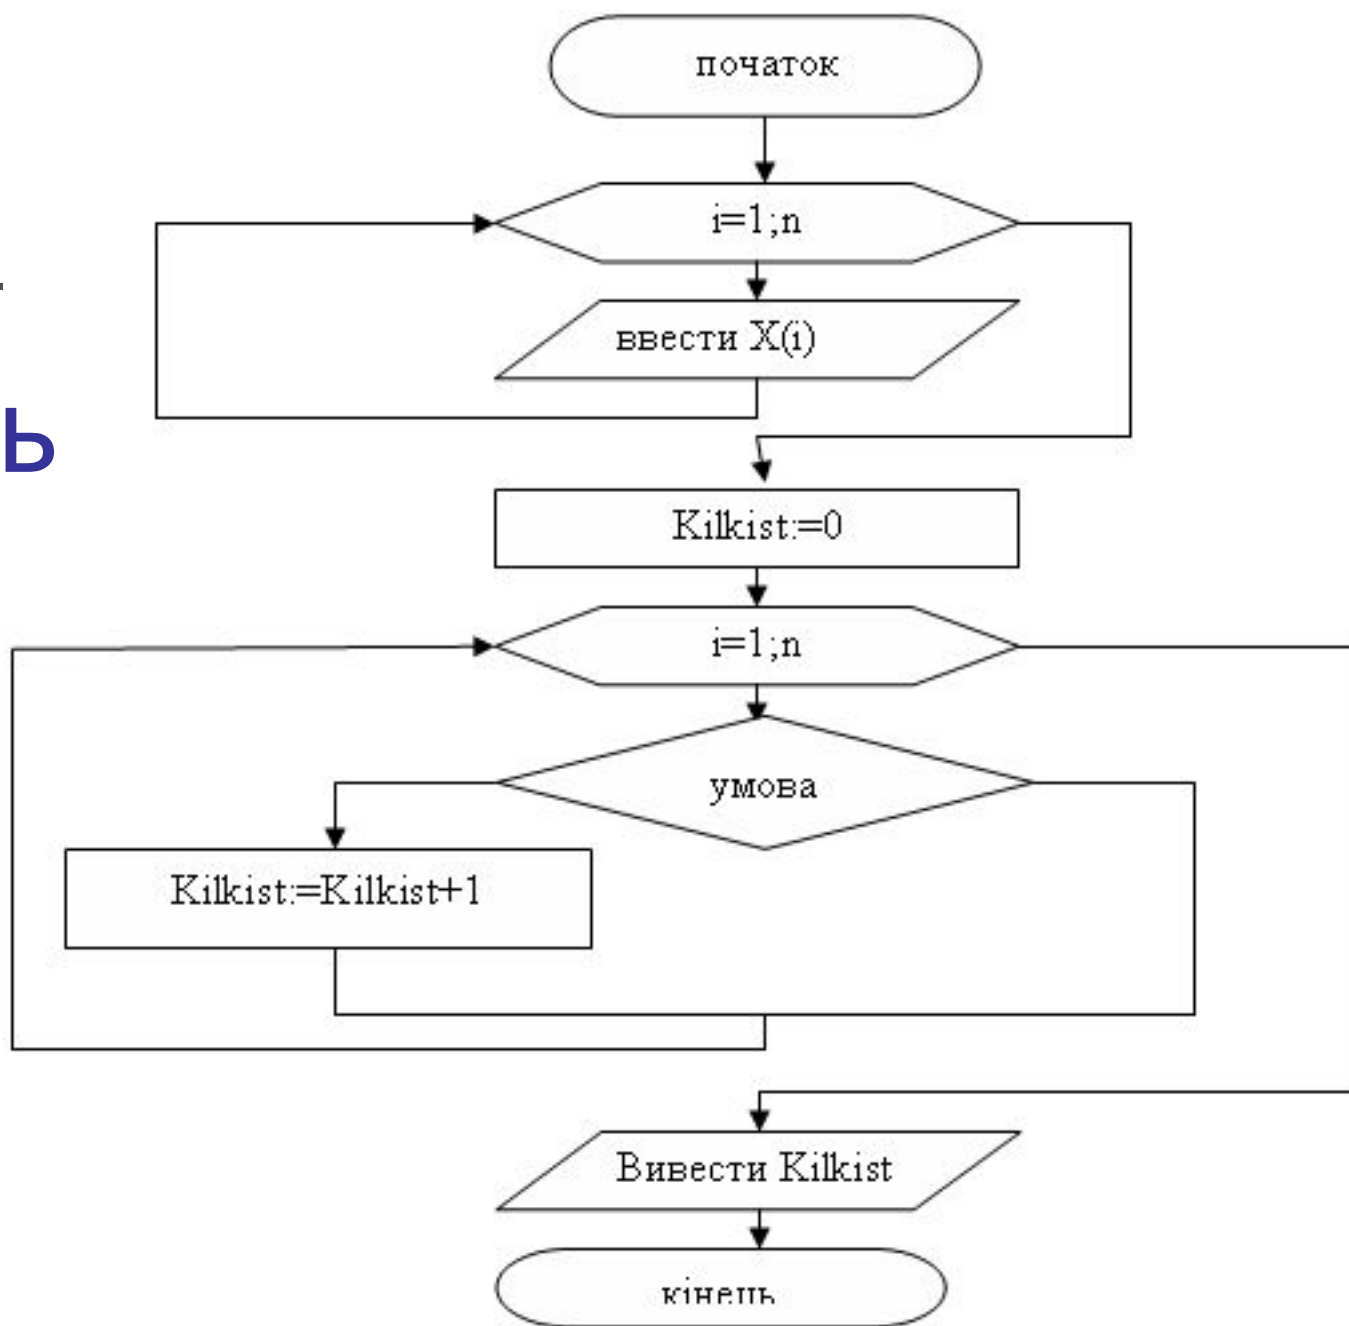 початок
i=1;n
ввести X(i)
ь
Kilkist:=0
i=1;n
умова
Kilkist:=Kilkist+1
Вивести Kilkist
кінець